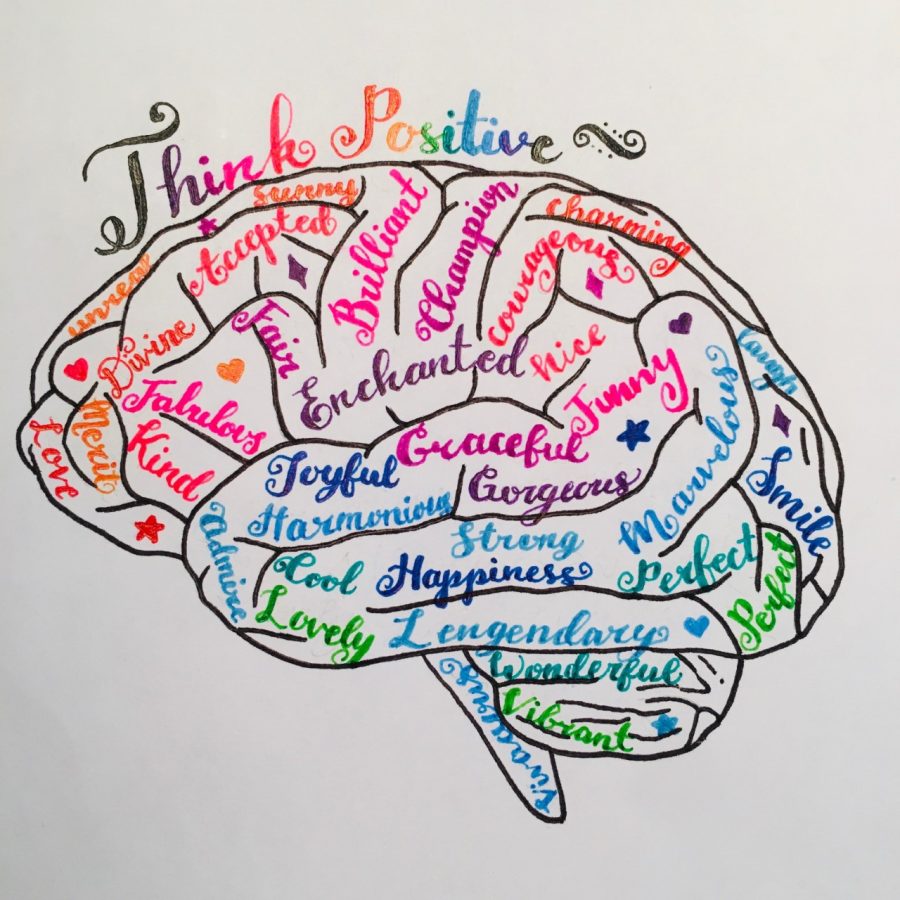 Think Positive
sunny
Accepted
Brilliant
Champion
charming
courageous
unreal
Divine
Fair
Enchanted
nice
Funny
laugh
Merit
Fabulous
Kind
Love
Graceful
Marvelous
Joyful
Gorgeous
Smile
Harmonious
Strong
Admire
Cool
Happiness
Perfect
Perfect
Lovely
Lengendary
Wonderful
Vibrant